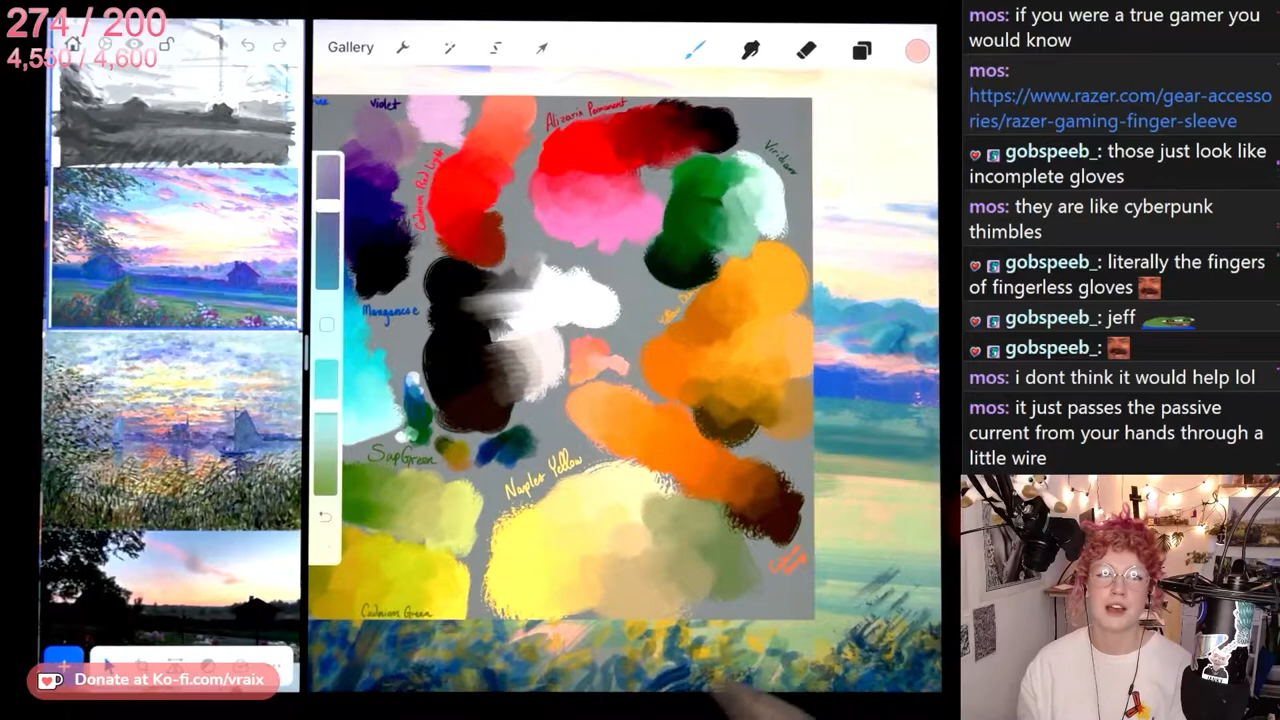 274 / 200
4,550 / 4,600
Gallery
Violet
Alizarin Permanent
Viridian
Cadmium Red Light
Manganese
Sap Green
Naples Yellow
Cadmium Green
Donate at Ko-fi.com/vraix
mos: if you were a true gamer you
would know
mos:
https://www.razer.com/gear-accesso
ries/razer-gaming-finger-sleeve
gobspeeb_: those just look like
incomplete gloves
mos: they are like cyberpunk
thimbles
gobspeeb_: literally the fingers
of fingerless gloves
gobspeeb_: jeff
gobspeeb_:
mos: i dont think it would help lol
mos: it just passes the passive
current from your hands through a
little wire